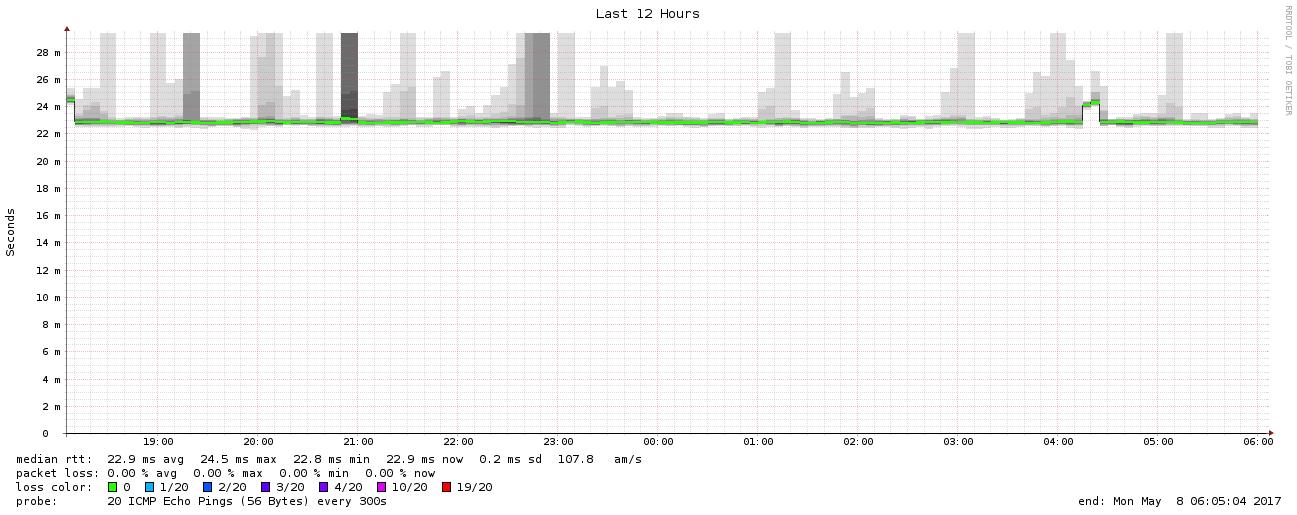 Last 12 Hours
RRDTOOL / TOBI OETIKER
Seconds
28 m
26 m
24 m
22 m
20 m
18 m
16 m
14 m
12 m
10 m
8 m
6 m
4 m
2 m
0
19:00 20:00 21:00 22:00 23:00 00:00 01:00 02:00 03:00 04:00 05:00 06:00
median rtt: 22.9 ms avg 24.5 ms max 22.8 ms min 22.9 ms now 0.2 ms sd 107.8 am/s
packet loss: 0.00 % avg 0.00 % max 0.00 % min 0.00 % now
loss color: 0 1/20 2/20 3/20 4/20 10/20 19/20
probe: 20 ICMP Echo Pings (56 Bytes) every 300s end: Mon May 8 06:05:04 2017